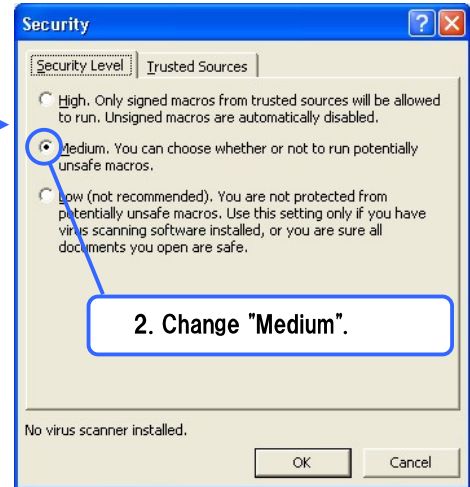 Security
Security Level Trusted Sources
High. Only signed macros from trusted sources will be allowed
to run. Unsigned macros are automatically disabled.
Medium. You can choose whether or not to run potentially
unsafe macros.
Low (not recommended). You are not protected from
potentially unsafe macros. Use this setting only if you have
virus scanning software installed, or you are sure all
documents you open are safe.
2. Change "Medium".
No virus scanner installed.
OK Cancel